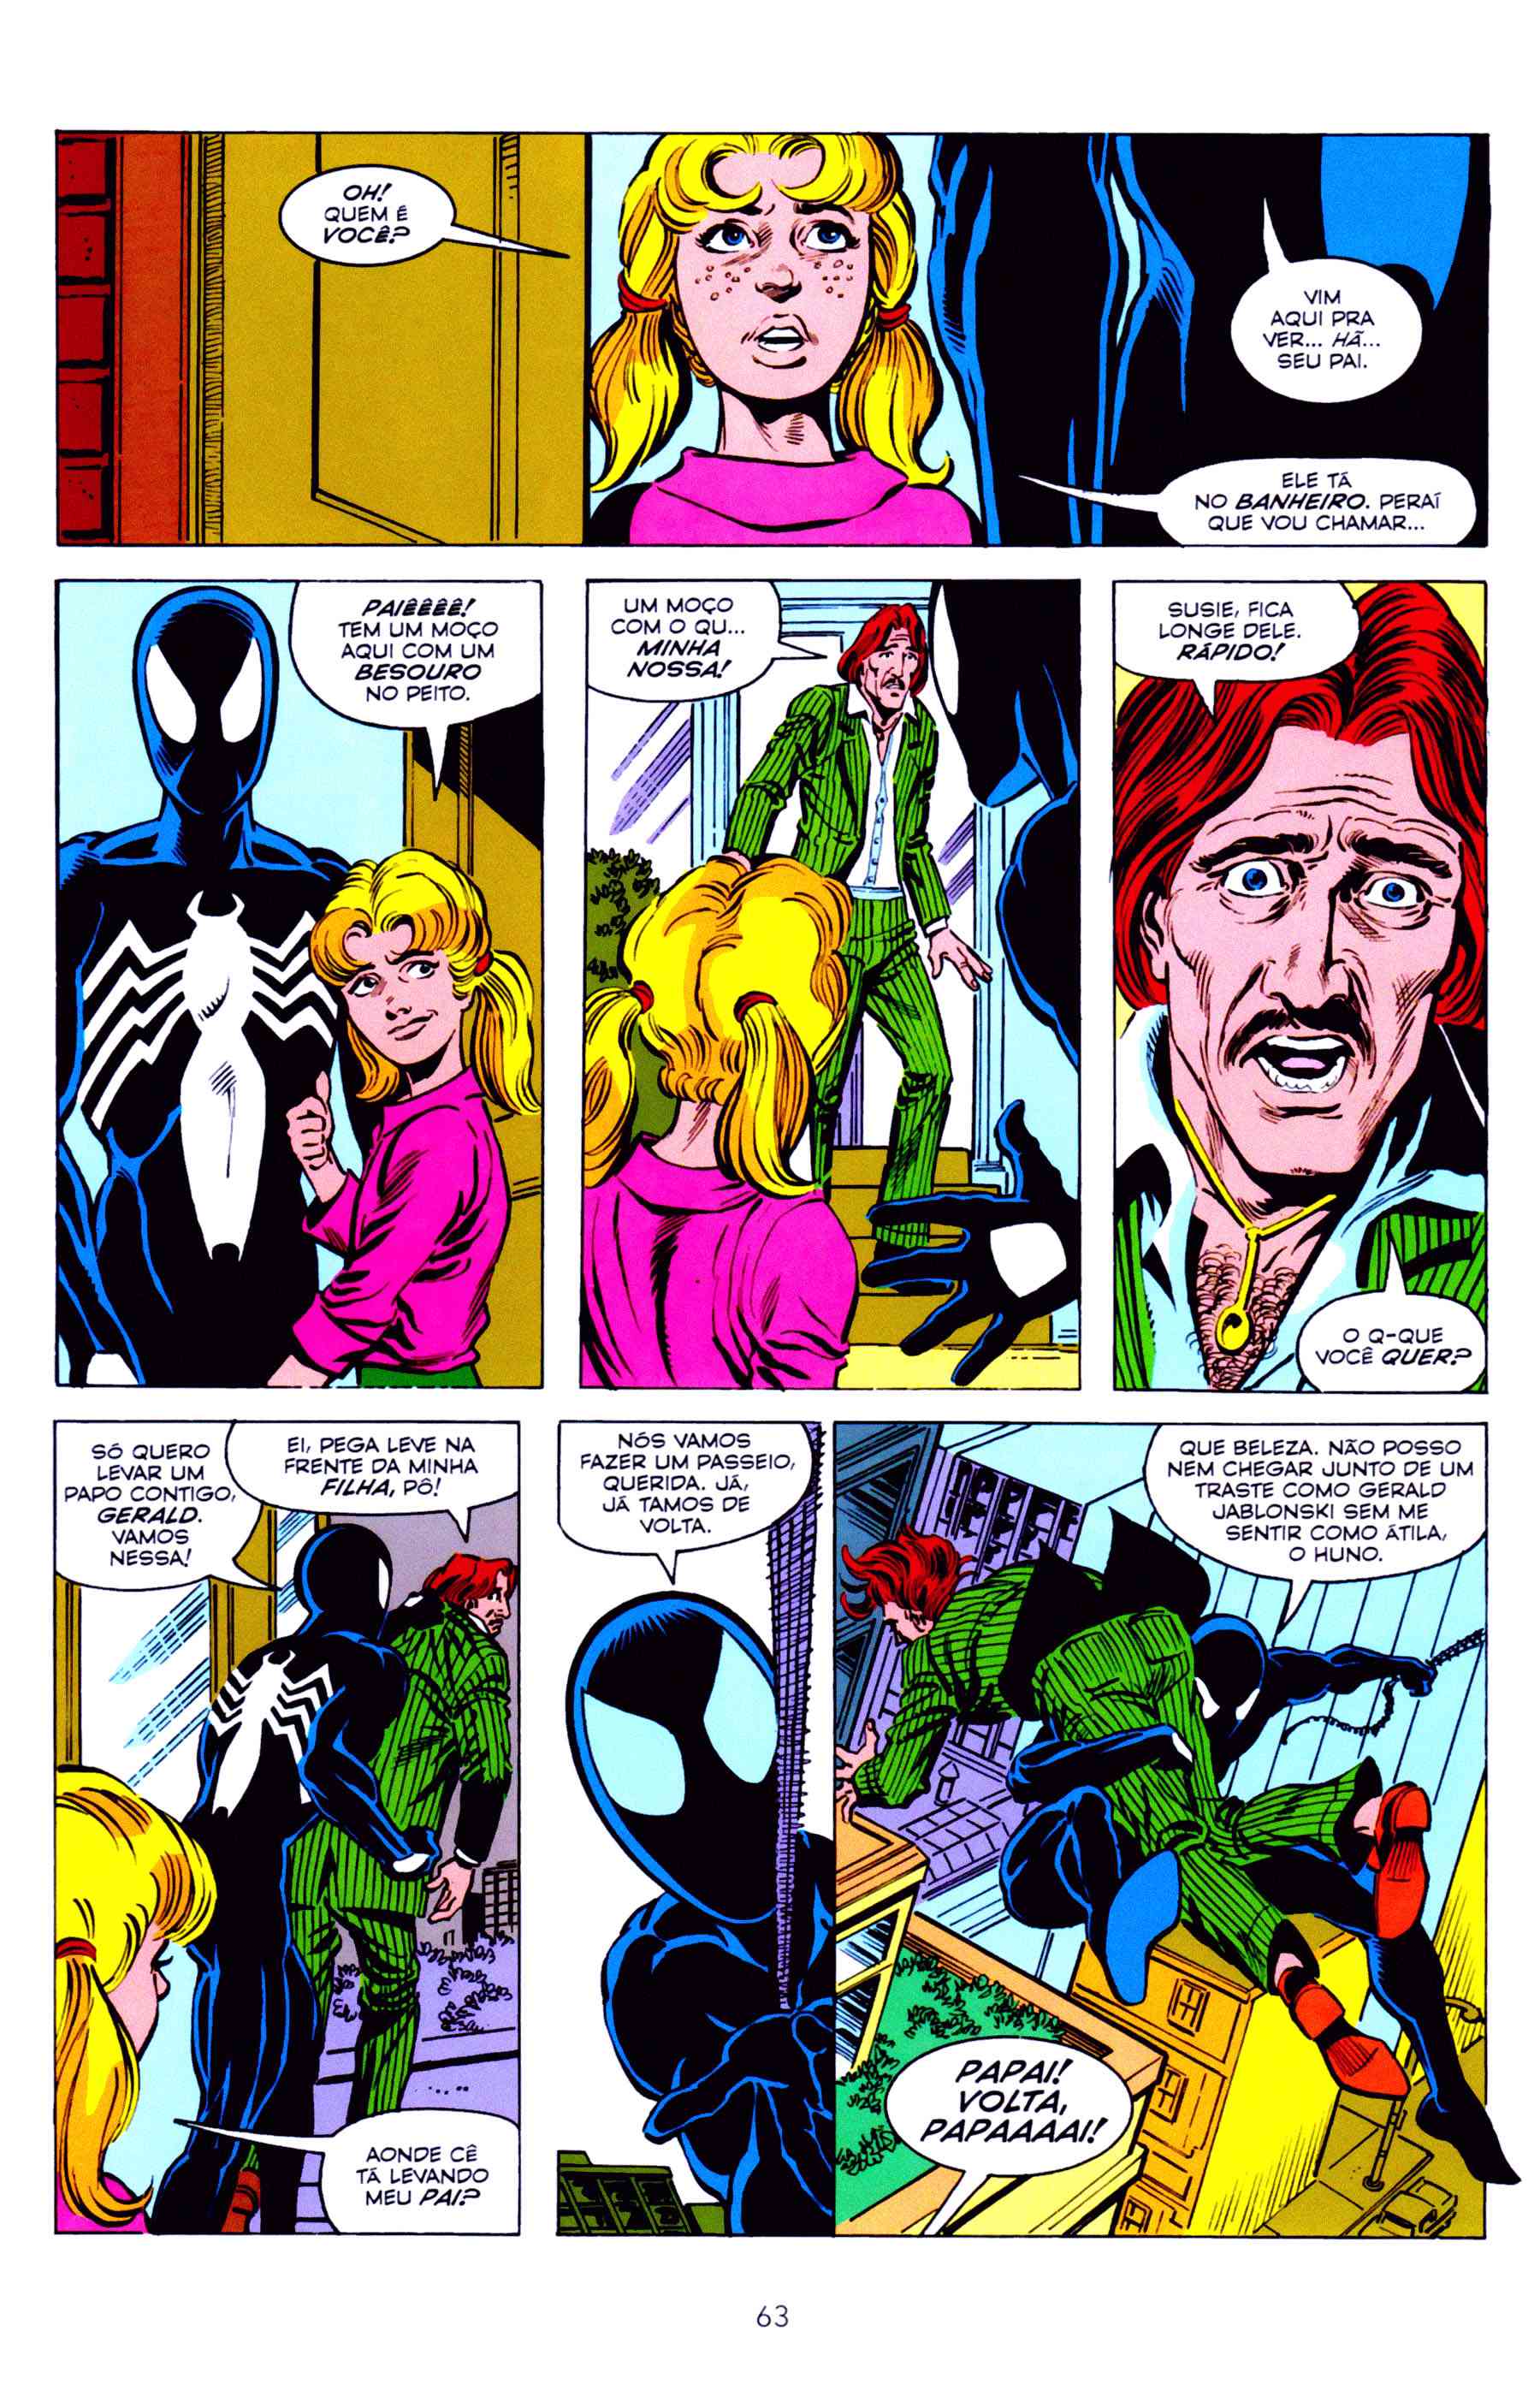 OH!
QUEM É
VOCÊ?
VIM
AQUI PRA
VER... HÃ...
SEU PAI.
ELE TÁ
NO BANHEIRO. PERAÍ
QUE VOU CHAMAR...
PAIÊÊÊÊ!
TEM UM MOÇO
AQUI COM UM
BESOURO
NO PEITO.
UM MOÇO
COM O QU...
MINHA
NOSSA!
SUSIE, FICA
LONGE DELE.
RÁPIDO!
O Q-QUE
VOCÊ QUER?
SÓ QUERO
LEVAR UM
PAPO CONTIGO,
GERALD.
VAMOS
NESSA!
EI, PEGA LEVE NA
FRENTE DA MINHA
FILHA, PÔ!
AONDE CÊ
TÁ LEVANDO
MEU PAI?
NÓS VAMOS
FAZER UM PASSEIO,
QUERIDA. JÁ,
JÁ TAMOS DE
VOLTA.
QUE BELEZA. NÃO POSSO
NEM CHEGAR JUNTO DE UM
TRASTE COMO GERALD
JABLONSKI SEM ME
SENTIR COMO ÁTILA,
O HUNO.
PAPAI!
VOLTA,
PAPAAAAI!
63